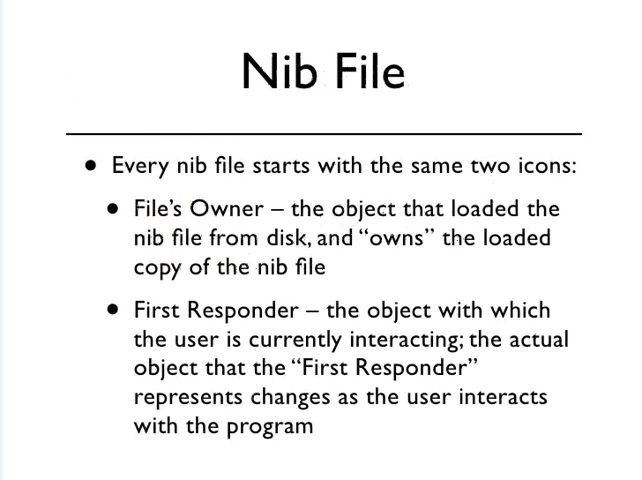 Nib File
• Every nib file starts with the same two icons:
• File’s Owner – the object that loaded the
nib file from disk, and “owns” the loaded
copy of the nib file
• First Responder – the object with which
the user is currently interacting; the actual
object that the “First Responder”
represents changes as the user interacts
with the program